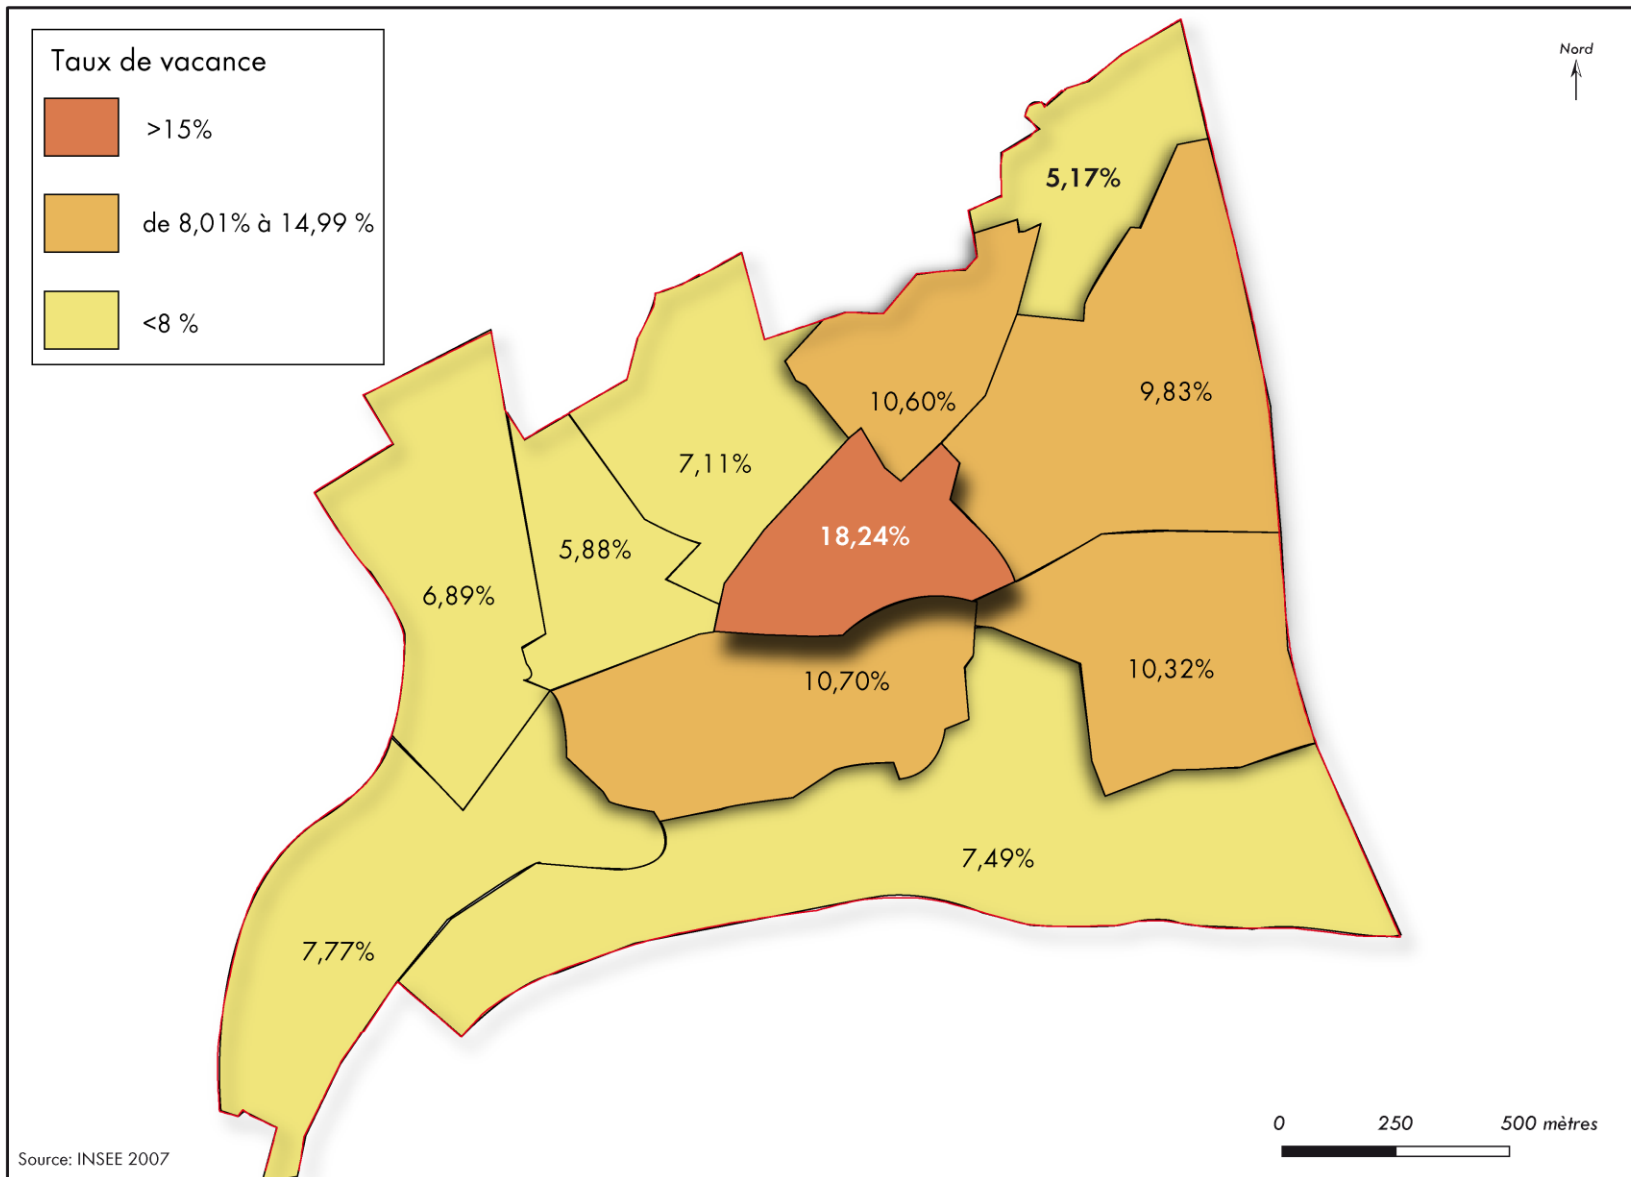 Taux de vacance
>15%
de 8,01% à 14,99 %
<8 %
Nord
5,17%
9,83%
10,60%
7,11%
18,24%
5,88%
6,89%
10,32%
10,70%
7,49%
7,77%
0 250 500 mètres
Source: INSEE 2007